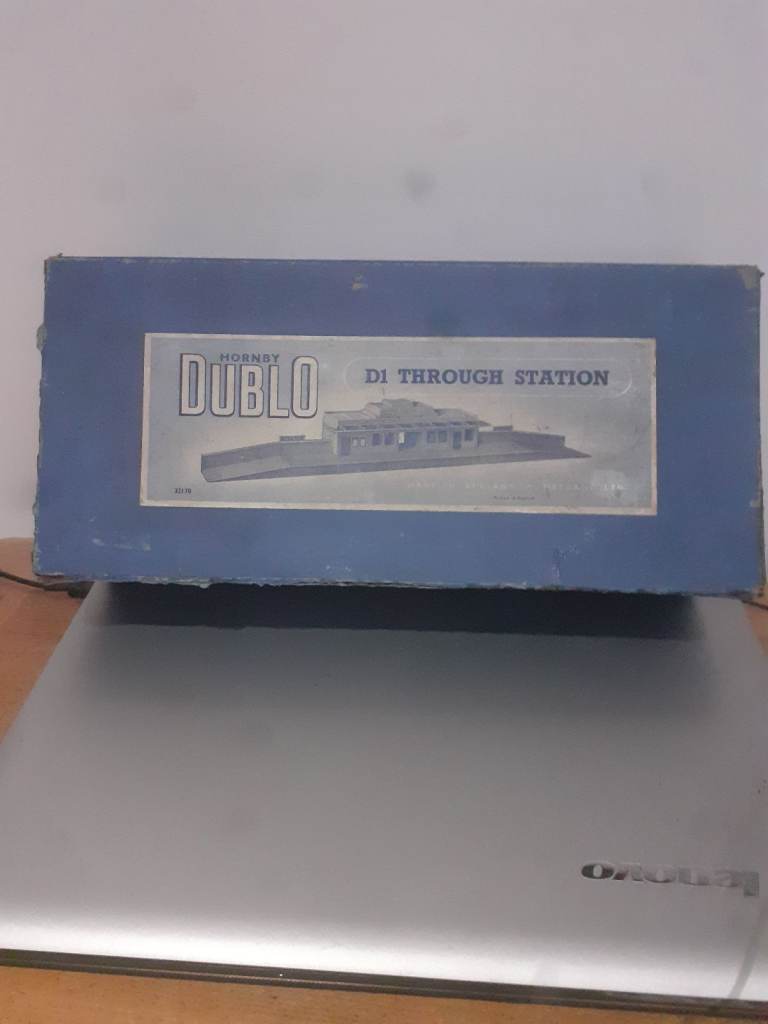 HORNBY
DUBLO
D1 THROUGH STATION
32170
lenovo